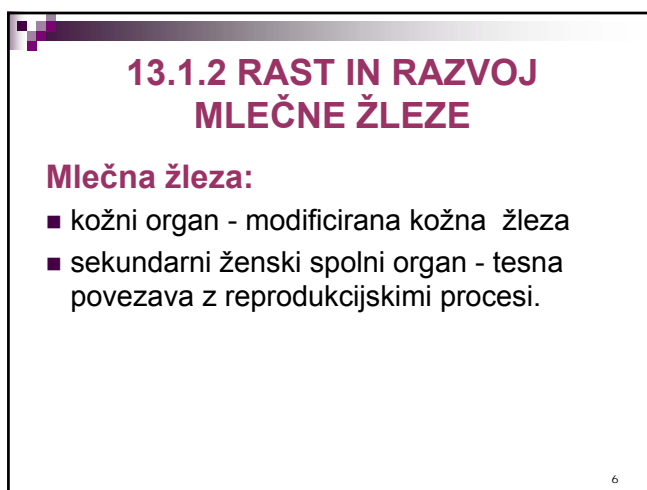 13.1.2 RAST IN RAZVOJ
MLEČNE ŽLEZE
Mlečna žleza:
kožni organ - modificirana kožna žleza
sekundarni ženski spolni organ - tesna
povezava z reprodukcijskimi procesi.
6